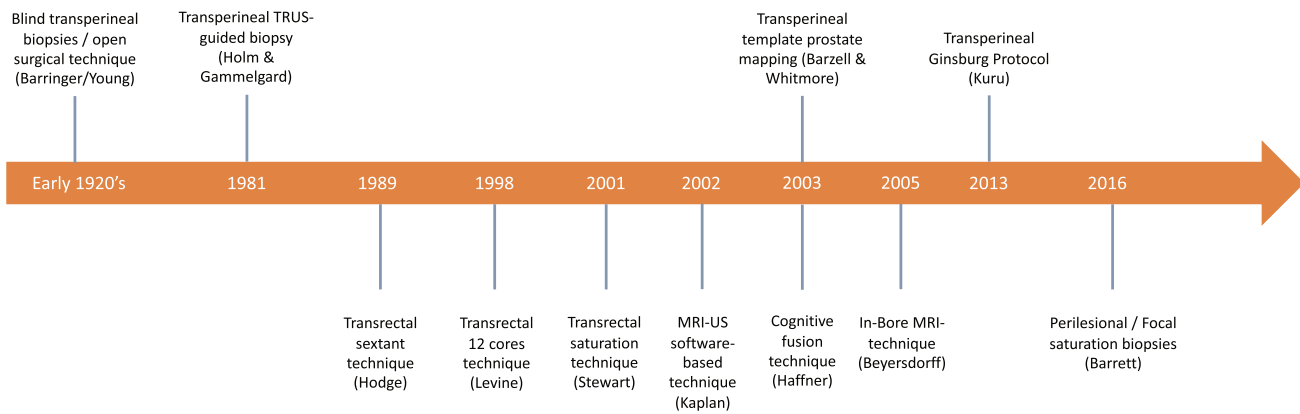 Blind transperineal
biopsies / open
surgical technique
(Barringer/Young)
Transperineal TRUS-
guided biopsy
(Holm &
Gammelgard)
Transperineal
template prostate
mapping (Barzell &
Whitmore)
Transperineal
Ginsburg Protocol
(Kuru)
Early 1920's
1981
1989
1998
2001
2002
2003
2005
2013
2016
Transrectal
sextant
technique
(Hodge)
Transrectal
12 cores
technique
(Levine)
Transrectal
saturation
technique
(Stewart)
MRI-US
software-
based
technique
(Kaplan)
Cognitive
fusion
technique
(Haffner)
In-Bore MRI-
technique
(Beyersdorff)
Perilesional / Focal
saturation biopsies
(Barrett)